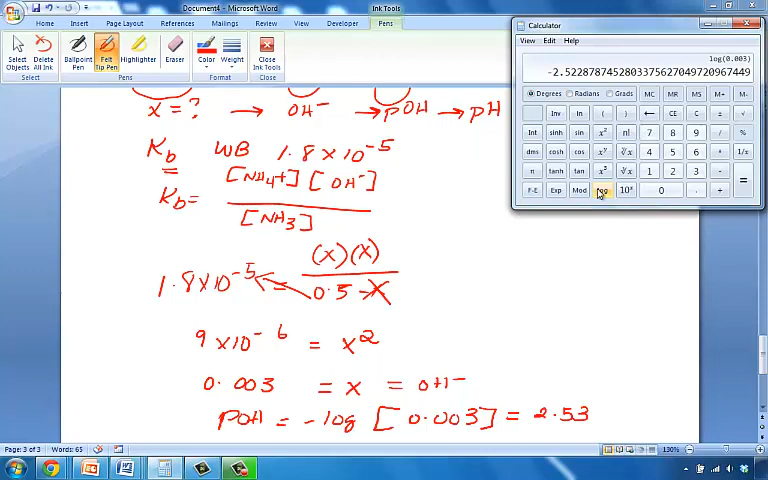 Document4 - Microsoft Word
Ink Tools
Home Insert Page Layout References Mailings Review View Developer Pens
Select Objects
Delete All Ink
Ballpoint Pen
Felt Tip Pen
Highlighter
Eraser
Color
Weight
Close Ink Tools
Select
Pens
Format
Close
Calculator
View Edit Help
log(0.003)
-2.5228787452803375627049720967449
Degrees Radians Grads MC MR MS M+ M-
Inv ln ( ) ← CE C ± √
Int sinh sin x² n! 7 8 9 / %
dms cosh cos xʸ ʸ√x 4 5 6 * 1/x
π tanh tan x³ ³√x 1 2 3 - =
F-E Exp Mod log 10ˣ 0 . +
x = ? → OH⁻ → pOH → pH
Kb WB 1.8 x 10⁻⁵
Kb = [NH4+] [OH⁻]
[NH3]
1.8x10⁻⁵ = (x)(x)
0.5 - x
9 x10⁻⁶ = x²
0.003 = x = OH⁻
POH = -log [0.003] = 2.53
Page: 3 of 3 Words: 65
130%